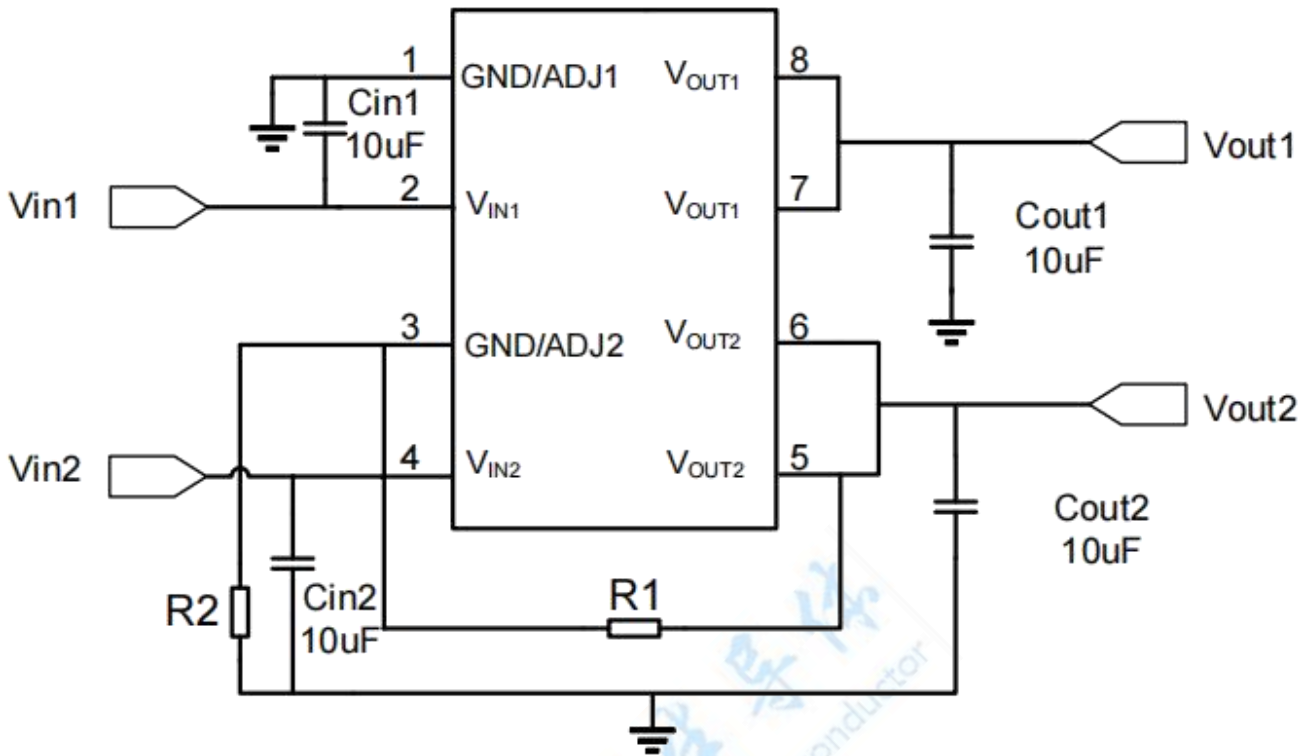 1
GND/ADJ1
VOUT1
8
Cin1
10uF
Vout1
Vin1
2
VIN1
VOUT1
7
Cout1
10uF
3
GND/ADJ2
VOUT2
6
Vout2
Vin2
4
VIN2
VOUT2
5
Cout2
10uF
R2
Cin2
10uF
R1